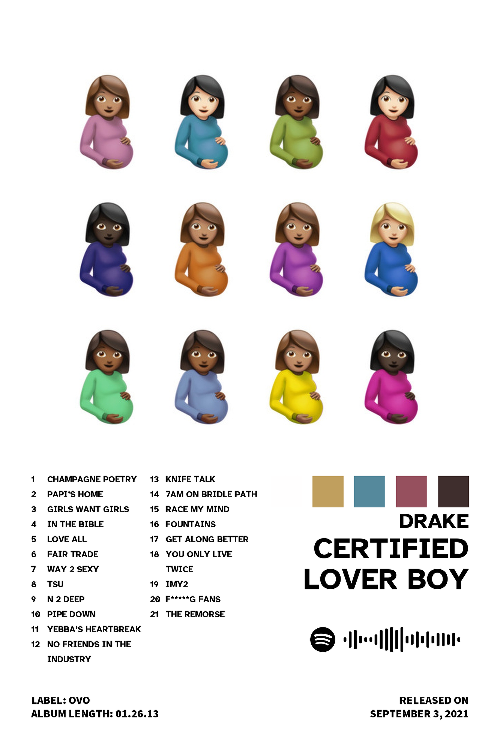 1 CHAMPAGNE POETRY
2 PAPI'S HOME
3 GIRLS WANT GIRLS
4 IN THE BIBLE
5 LOVE ALL
6 FAIR TRADE
7 WAY 2 SEXY
8 TSU
9 N 2 DEEP
10 PIPE DOWN
11 YEBBA'S HEARTBREAK
12 NO FRIENDS IN THE
INDUSTRY
13 KNIFE TALK
14 7AM ON BRIDLE PATH
15 RACE MY MIND
16 FOUNTAINS
17 GET ALONG BETTER
18 YOU ONLY LIVE
TWICE
19 IMY2
20 F*****G FANS
21 THE REMORSE
DRAKE
CERTIFIED
LOVER BOY
LABEL: OVO
ALBUM LENGTH: 01.26.13
RELEASED ON
SEPTEMBER 3, 2021